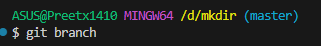 ASUS@Preetx1410 MINGW64 /d/mkdir (master)
$ git branch